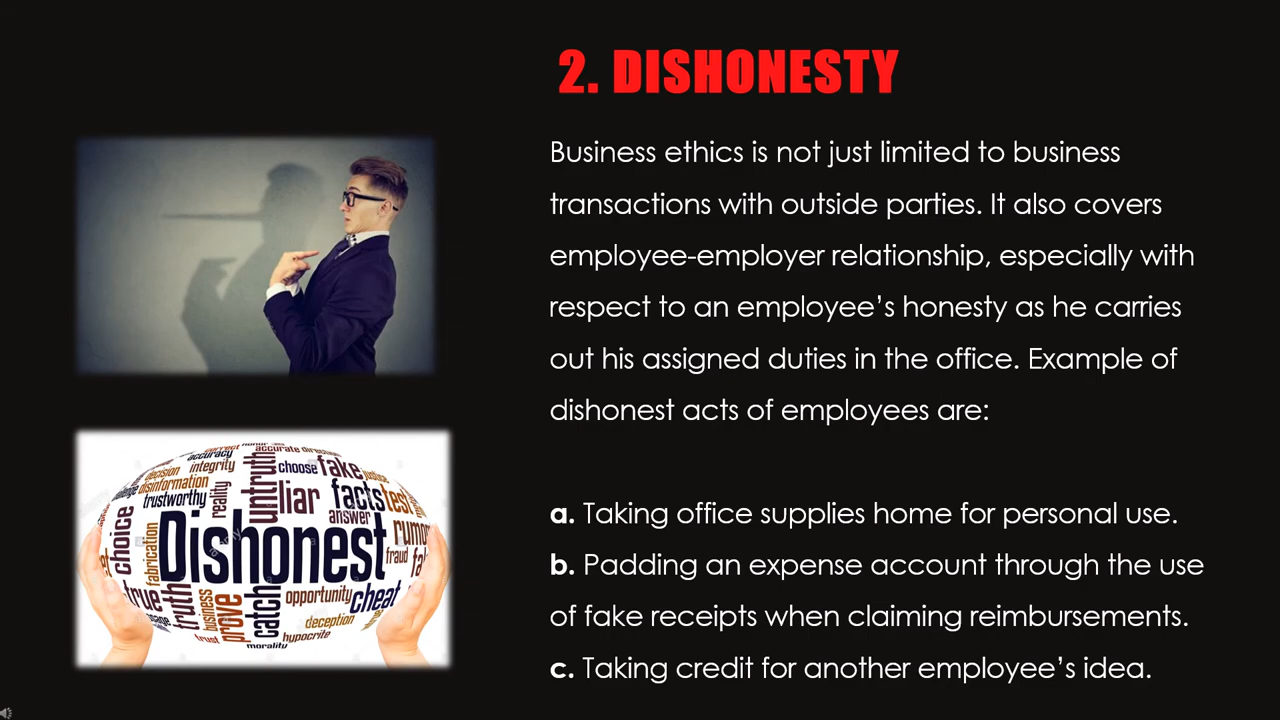 2. DISHONESTY
Business ethics is not just limited to business
transactions with outside parties. It also covers
employee-employer relationship, especially with
respect to an employee’s honesty as he carries
out his assigned duties in the office. Example of
dishonest acts of employees are:
a. Taking office supplies home for personal use.
b. Padding an expense account through the use
of fake receipts when claiming reimbursements.
c. Taking credit for another employee’s idea.
accuracy
decision
integrity
disinformation
trustworthy
reality
untruth
choose
fake
justice
liar
facts
test
answer
choice
fabrication
Dishonest
fraud
true
truth
business
prove
catch
opportunity
cheat
deception
trust
hypocrite
morality